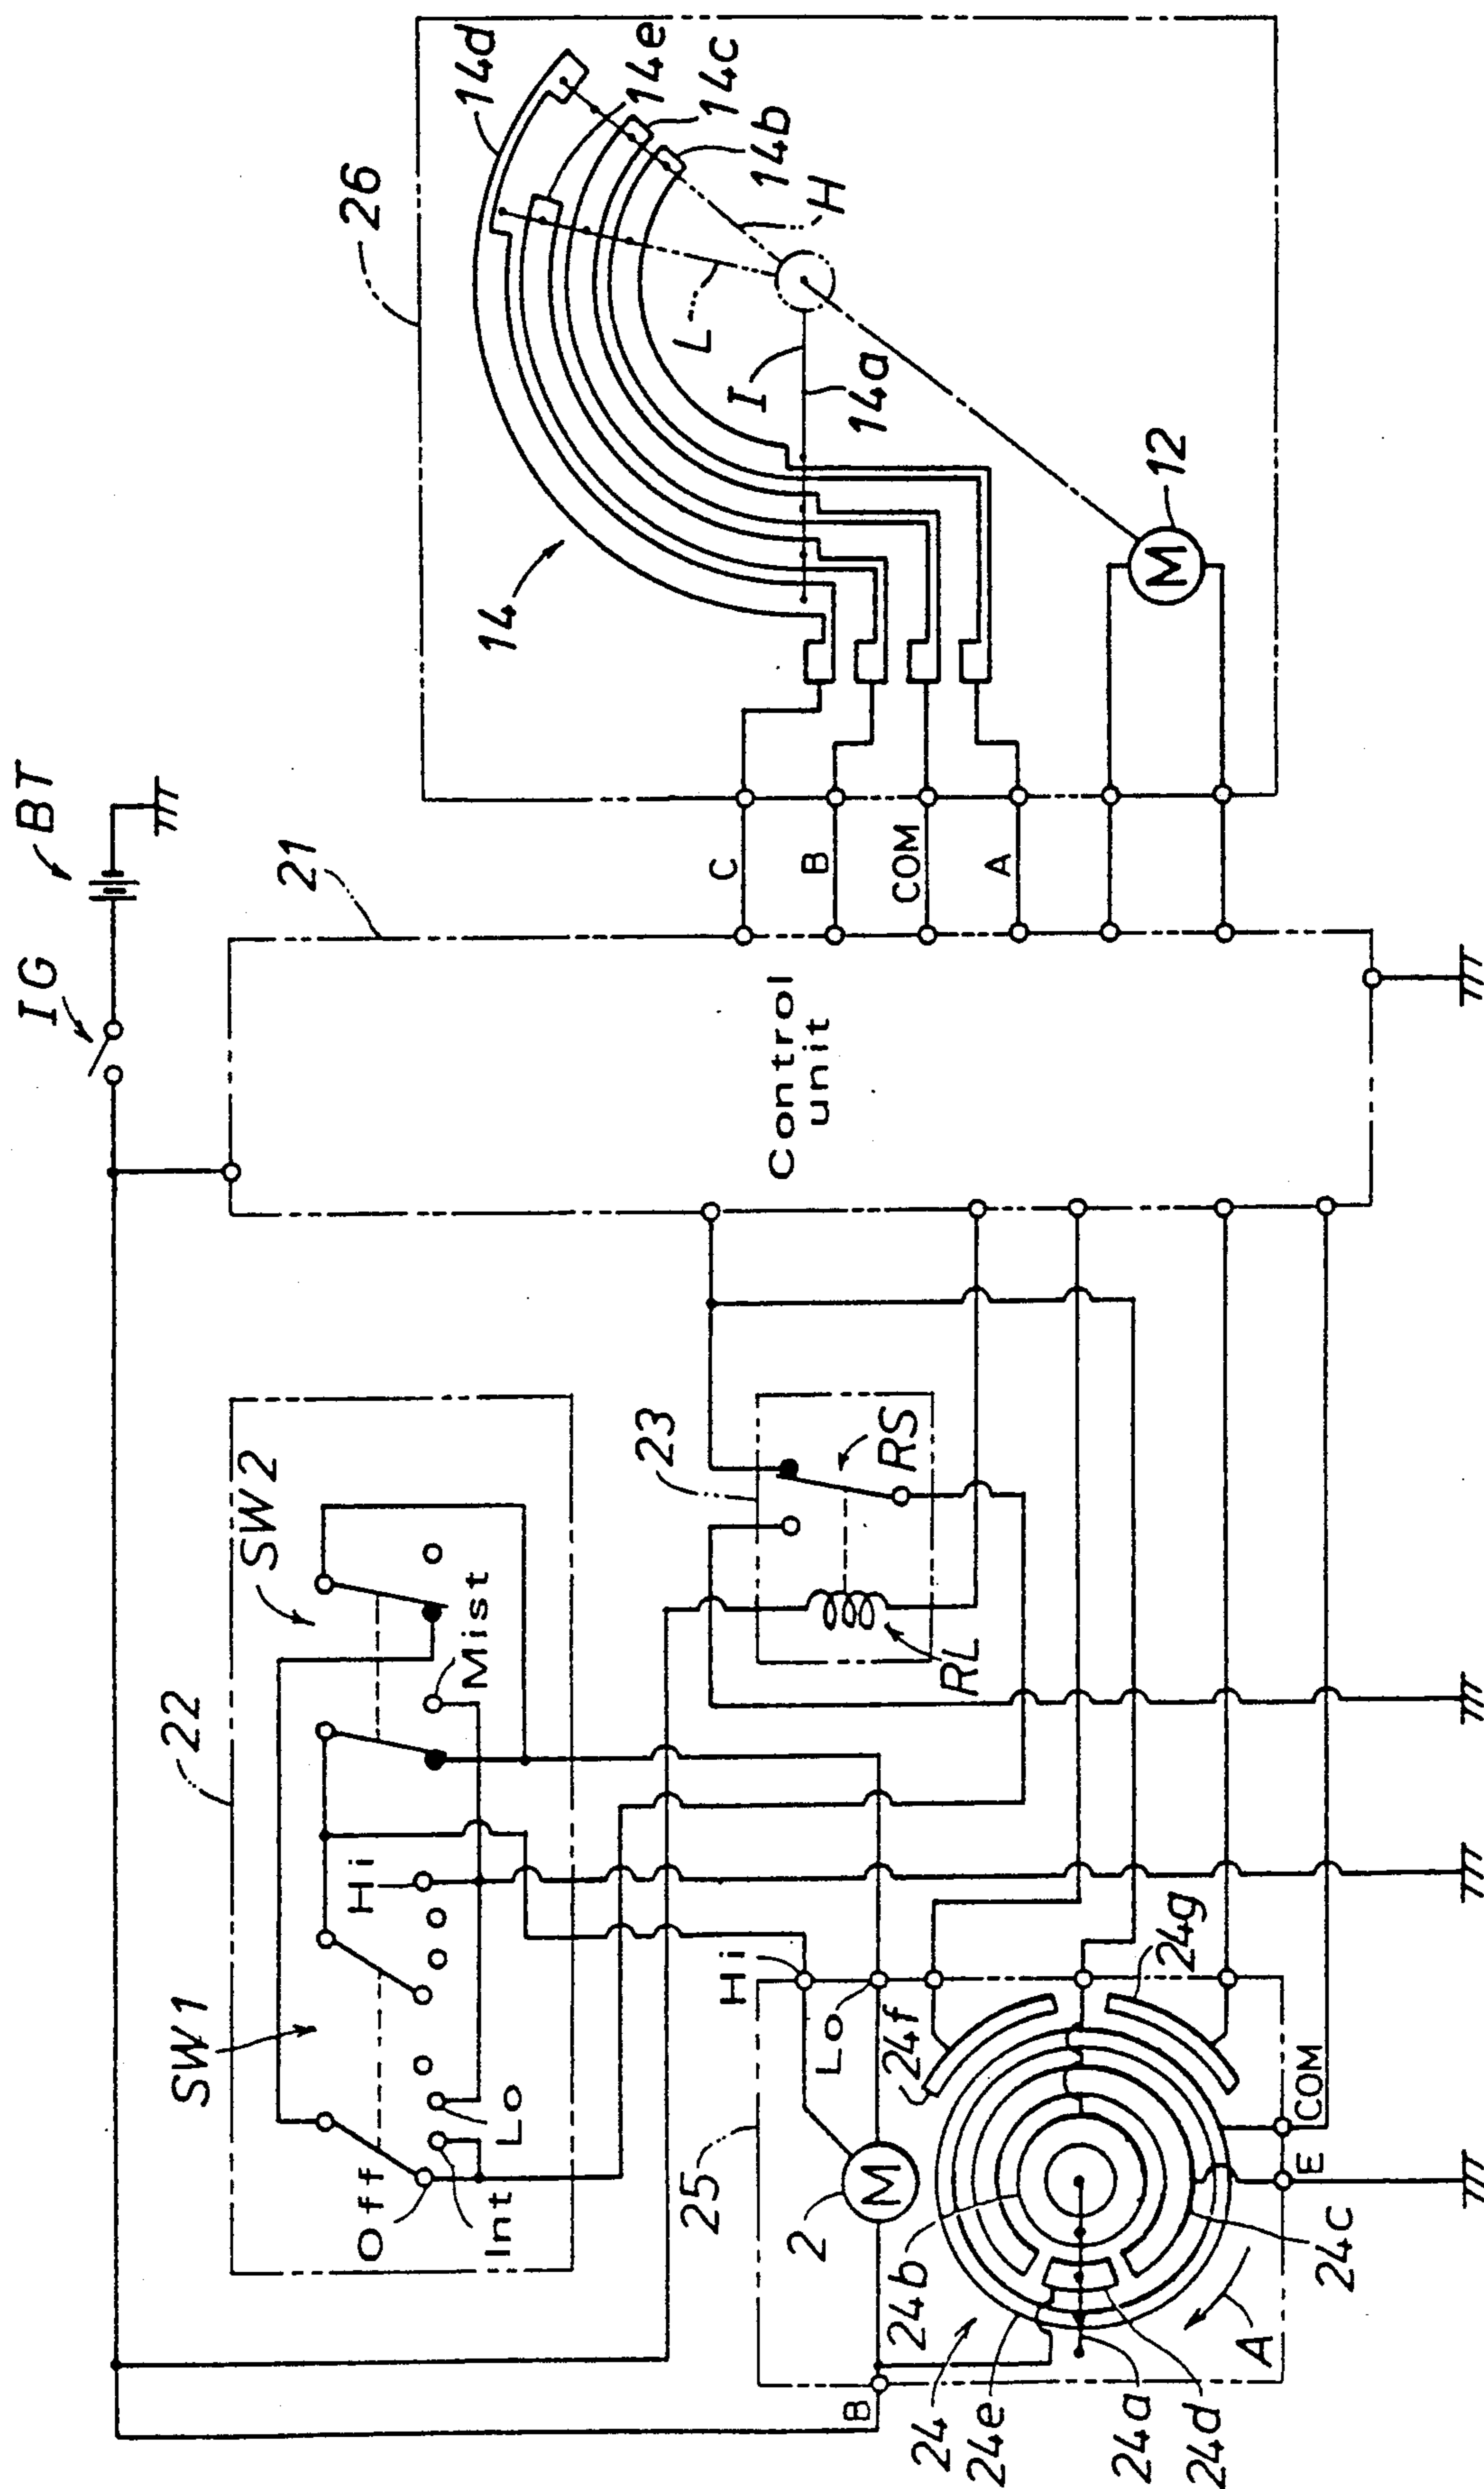 IG
BT
22
SW1
SW2
Off
Int
Lo
Hi
Mist
23
RS
RL
21
Control
unit
C
B
COM
A
26
14
14d
14e
14c
14b
H
L
I
14a
12
M
25
Hi
Lo
2
M
B
24
24e
24b
24a
24d
24c
24f
24g
A
E
COM